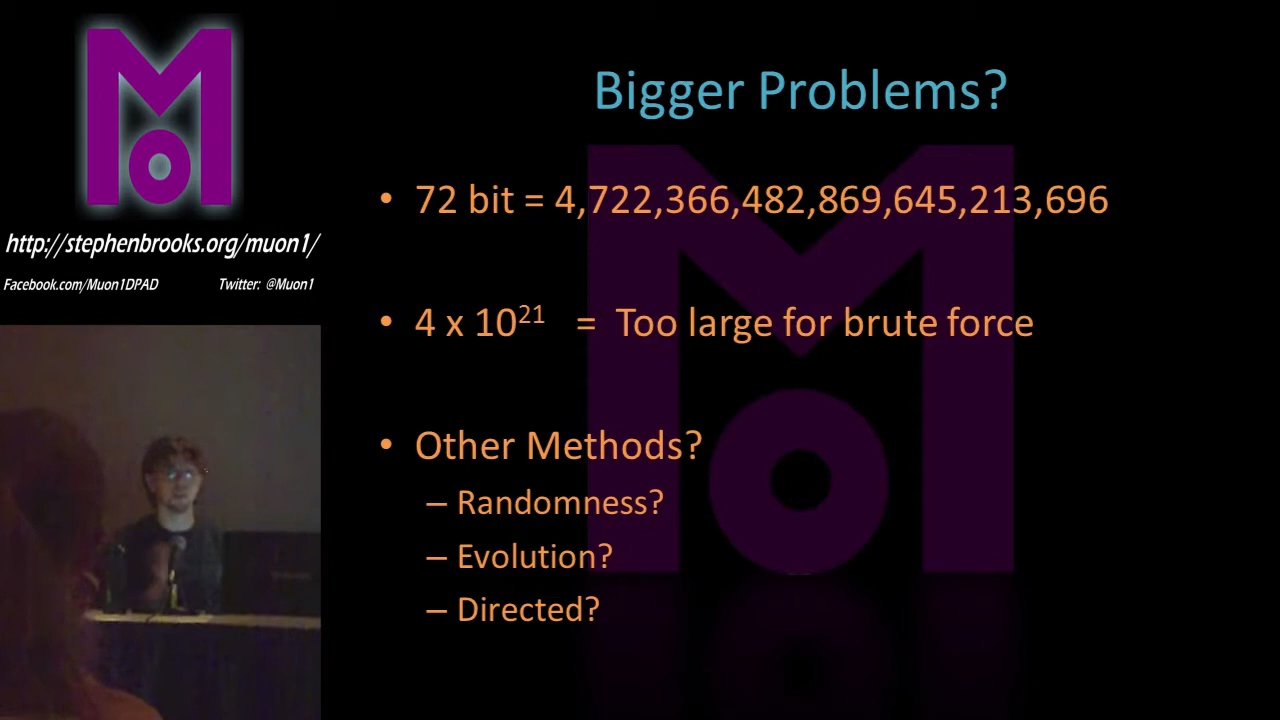 http://stephenbrooks.org/muon1/
Facebook.com/Muon1DPAD Twitter: @Muon1
Bigger Problems?
• 72 bit = 4,722,366,482,869,645,213,696
• 4 x 10²¹ = Too large for brute force
• Other Methods?
– Randomness?
– Evolution?
– Directed?